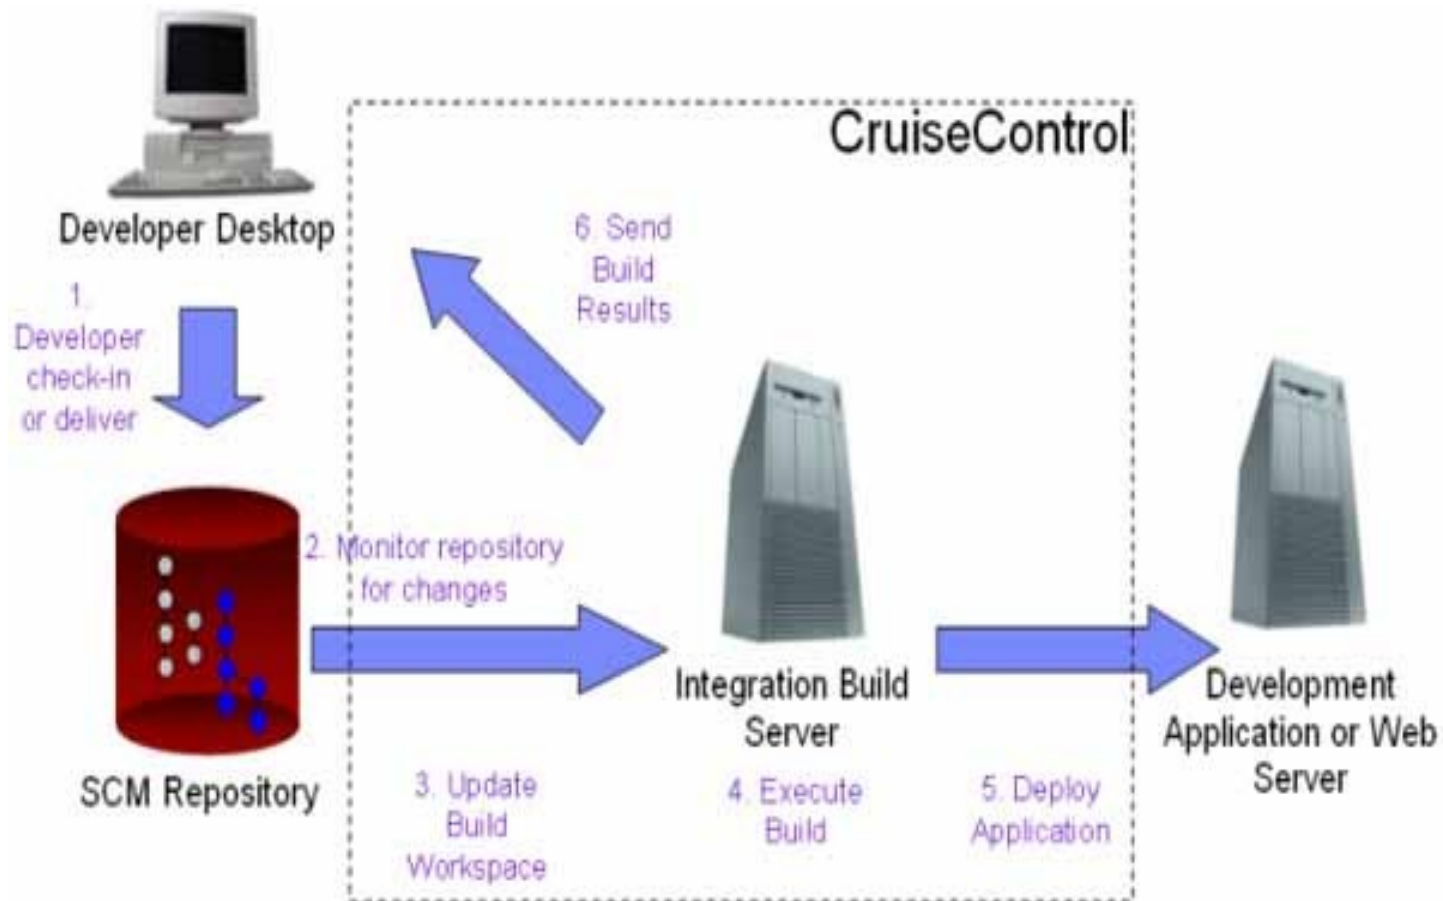 CruiseControl
Developer Desktop
1.
Developer
check-in
or deliver
6. Send
Build
Results
2. Monitor repository
for changes
SCM Repository
3. Update
Build
Workspace
Integration Build
Server
4. Execute
Build
5. Deploy
Application
Development
Application or Web
Server